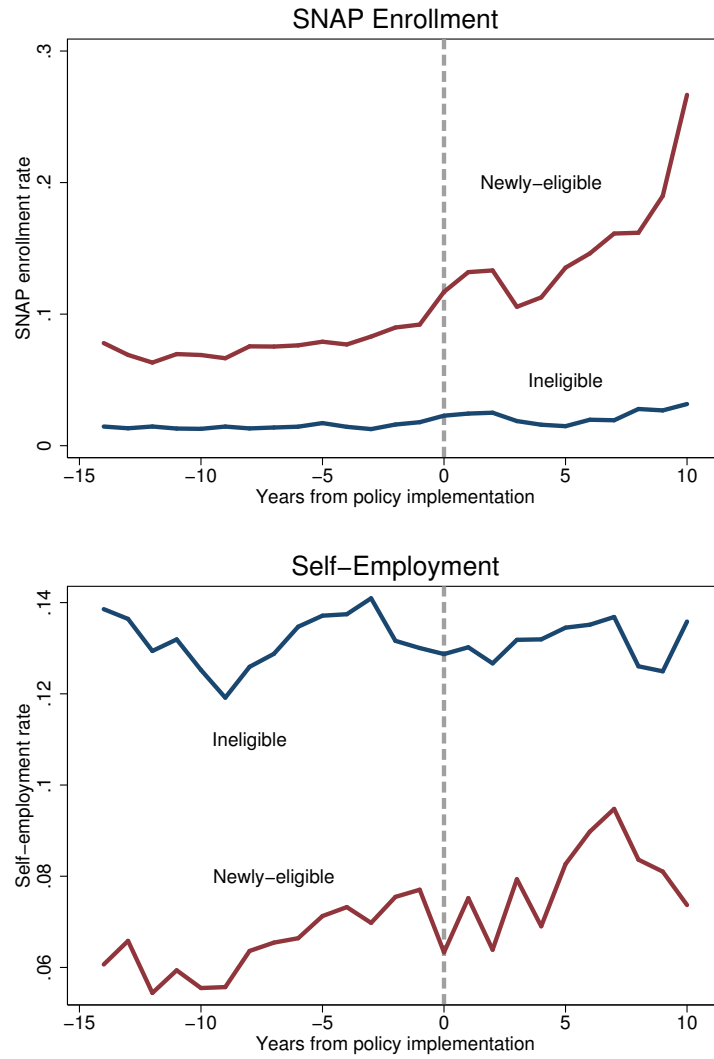 SNAP Enrollment
.3
.2
.1
0
SNAP enrollment rate
Newly−eligible
Ineligible
−15 −10 −5 0 5 10
Years from policy implementation
Self−Employment
.14
.12
.1
.08
.06
Self−employment rate
Ineligible
Newly−eligible
−15 −10 −5 0 5 10
Years from policy implementation